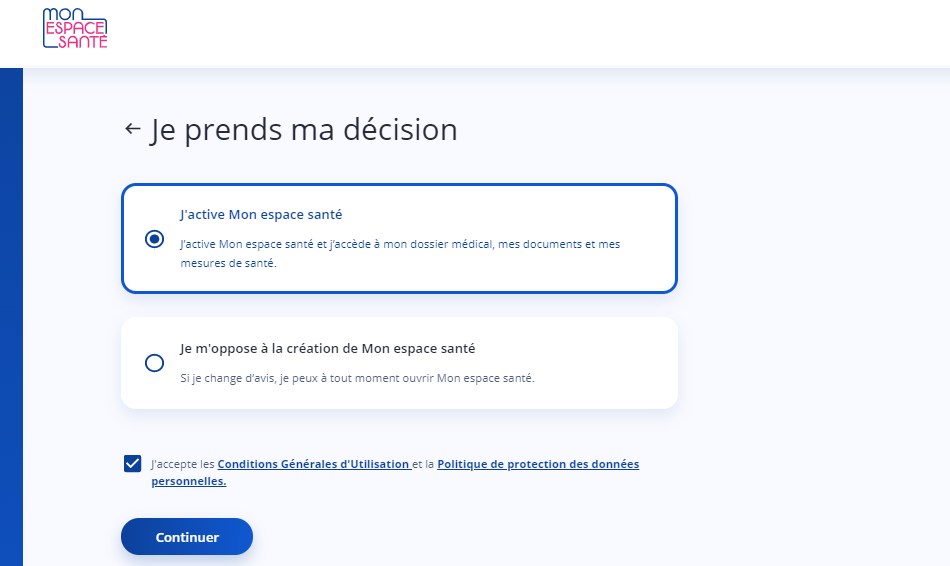 mon
ESPACE
SANTÉ
← Je prends ma décision
J'active Mon espace santé
J’active Mon espace santé et j’accède à mon dossier médical, mes documents et mes
mesures de santé.
Je m'oppose à la création de Mon espace santé
Si je change d’avis, je peux à tout moment ouvrir Mon espace santé.
J'accepte les Conditions Générales d'Utilisation et la Politique de protection des données
personnelles.
Continuer